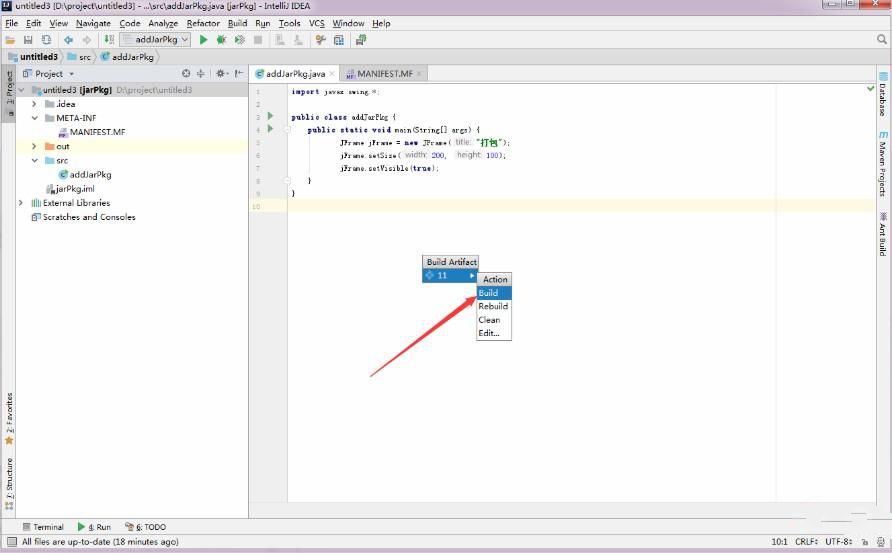 untitled3 [D:\project\untitled3] - ...\src\addJarPkg.java [jarPkg] - IntelliJ IDEA
File Edit View Navigate Code Analyze Refactor Build Run Tools VCS Window Help
addJarPkg
untitled3 src addJarPkg
Project
untitled3 [jarPkg] D:\project\untitled3
.idea
META-INF
MANIFEST.MF
out
src
addJarPkg
jarPkg.iml
External Libraries
Scratches and Consoles
1: Project
2: Favorites
7: Structure
addJarPkg.java MANIFEST.MF
1 import javax.swing.*;
2
3 public class addJarPkg {
4 public static void main(String[] args) {
5 JFrame jFrame = new JFrame( title: "打包");
6 jFrame.setSize( width: 200, height: 100);
7 jFrame.setVisible(true);
8 }
9 }
10
Build Artifact
11
Action
Build
Rebuild
Clean
Edit...
Database
Maven Projects
Ant Build
Terminal 4: Run 6: TODO
All files are up-to-date (18 minutes ago) 10:1 CRLF÷ UTF-8÷